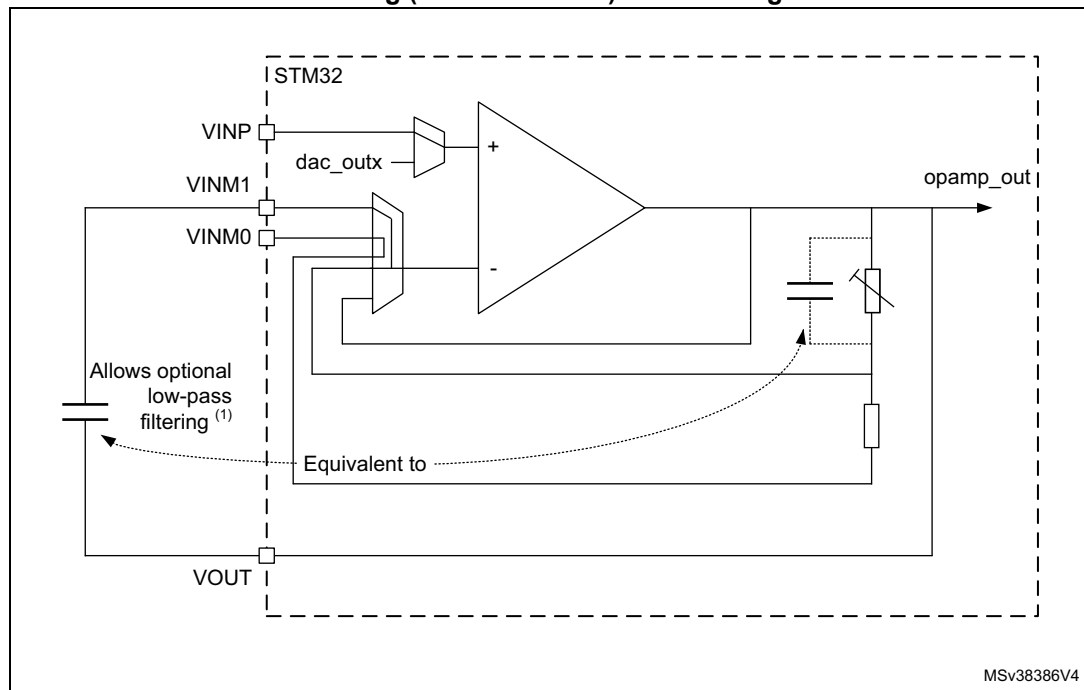 STM32
VINP
dac_outx
+
VINM1
opamp_out
VINM0
-
Allows optional
low-pass
filtering (1)
Equivalent to
VOUT
MSv38386V4